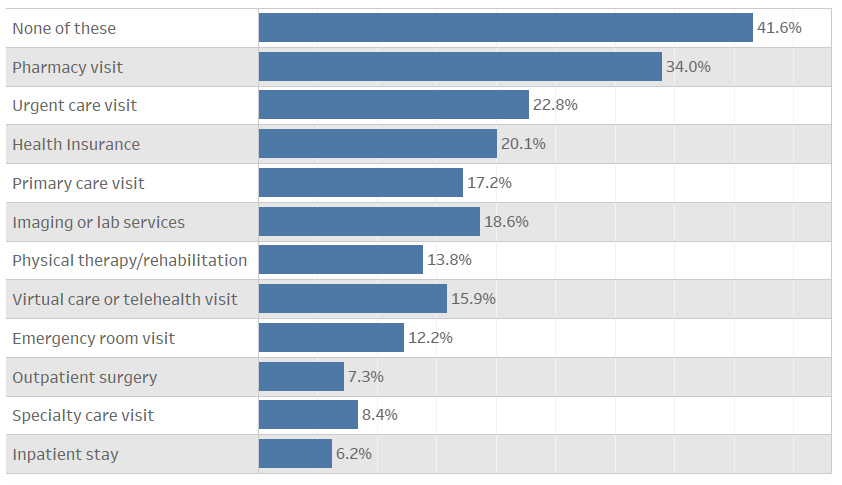 None of these 41.6%
Pharmacy visit 34.0%
Urgent care visit 22.8%
Health Insurance 20.1%
Primary care visit 17.2%
Imaging or lab services 18.6%
Physical therapy/rehabilitation 13.8%
Virtual care or telehealth visit 15.9%
Emergency room visit 12.2%
Outpatient surgery 7.3%
Specialty care visit 8.4%
Inpatient stay 6.2%